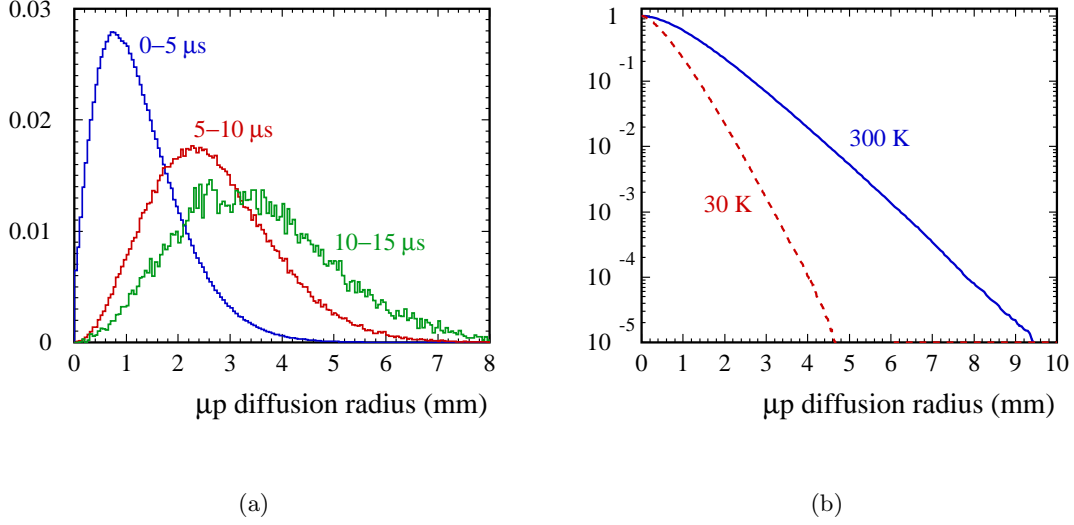 0.03
0.02
0.01
0
0 1 2 3 4 5 6 7 8
0–5 μs
5–10 μs
10–15 μs
μp diffusion radius (mm)
(a)
1
10 -1
10 -2
10 -3
10 -4
10 -5
0 1 2 3 4 5 6 7 8 9 10
300 K
30 K
μp diffusion radius (mm)
(b)